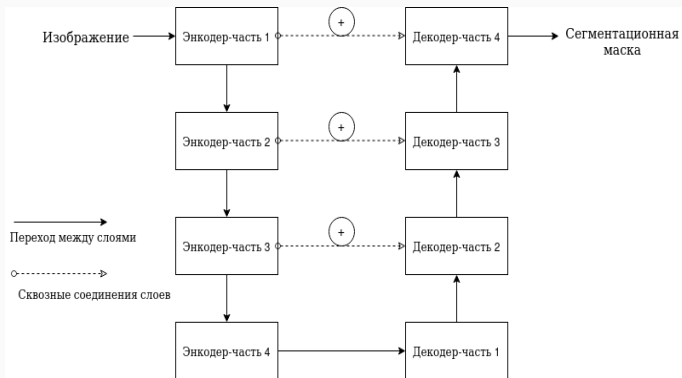 Изображение
Энкодер-часть 1
+
Декодер-часть 4
Сегментационная
маска
Энкодер-часть 2
+
Декодер-часть 3
Энкодер-часть 3
+
Декодер-часть 2
Переход между слоями
Сквозные соединения слоев
Энкодер-часть 4
Декодер-часть 1